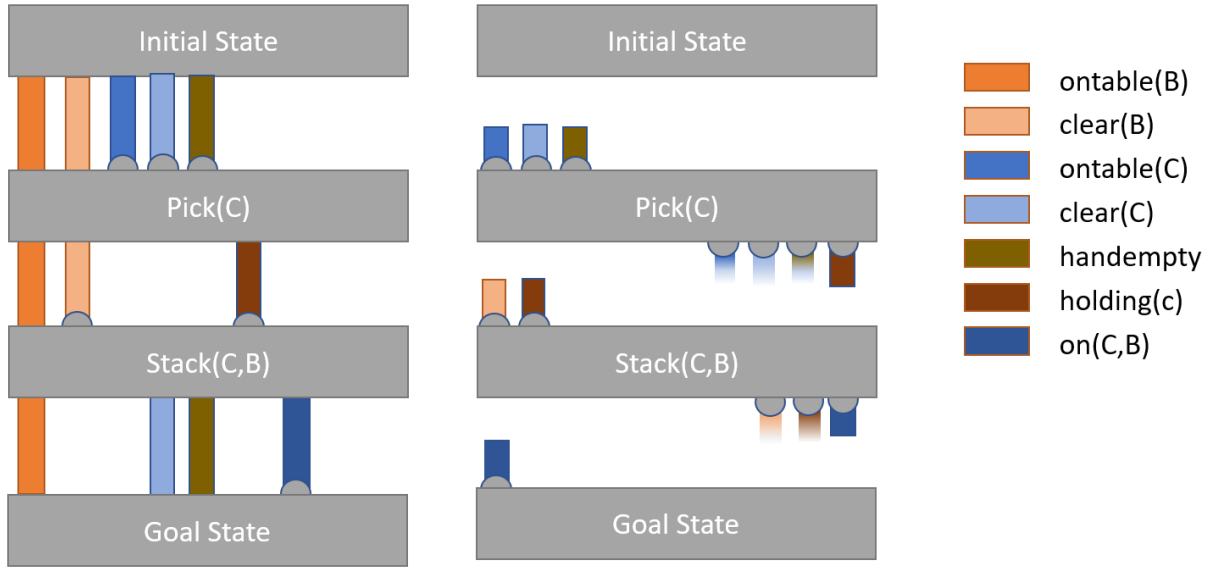 Initial State
Pick(C)
Stack(C,B)
Goal State
Initial State
Pick(C)
Stack(C,B)
Goal State
ontable(B)
clear(B)
ontable(C)
clear(C)
handempty
holding(c)
on(C,B)